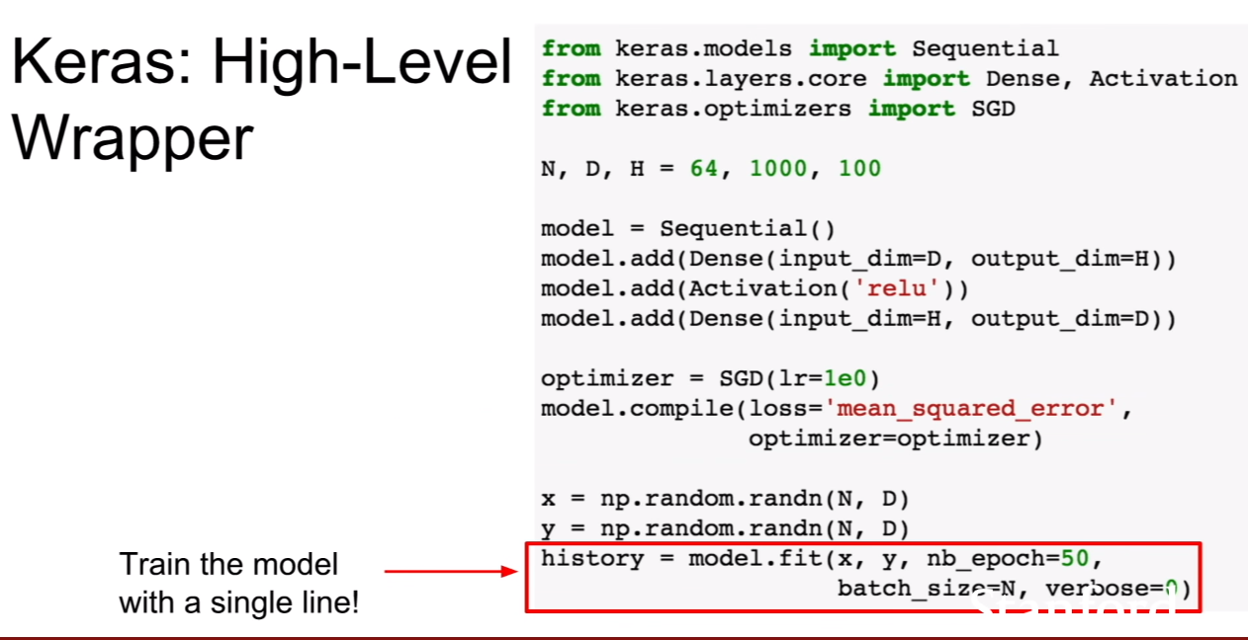 Keras: High-Level
Wrapper
from keras.models import Sequential
from keras.layers.core import Dense, Activation
from keras.optimizers import SGD
N, D, H = 64, 1000, 100
model = Sequential()
model.add(Dense(input_dim=D, output_dim=H))
model.add(Activation('relu'))
model.add(Dense(input_dim=H, output_dim=D))
optimizer = SGD(lr=1e0)
model.compile(loss='mean_squared_error',
optimizer=optimizer)
x = np.random.randn(N, D)
y = np.random.randn(N, D)
history = model.fit(x, y, nb_epoch=50,
batch_size=N, verbose=0)
Train the model
with a single line!